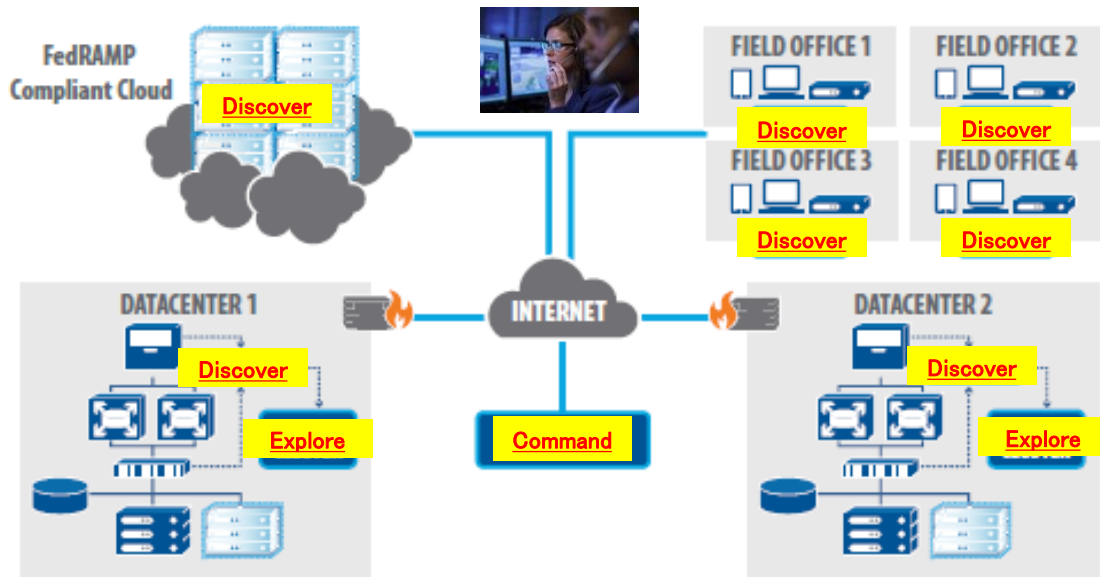 FedRAMP
Compliant Cloud
Discover
FIELD OFFICE 1
FIELD OFFICE 2
Discover
Discover
FIELD OFFICE 3
FIELD OFFICE 4
Discover
Discover
DATACENTER 1
INTERNET
DATACENTER 2
Discover
Discover
Explore
Command
Explore